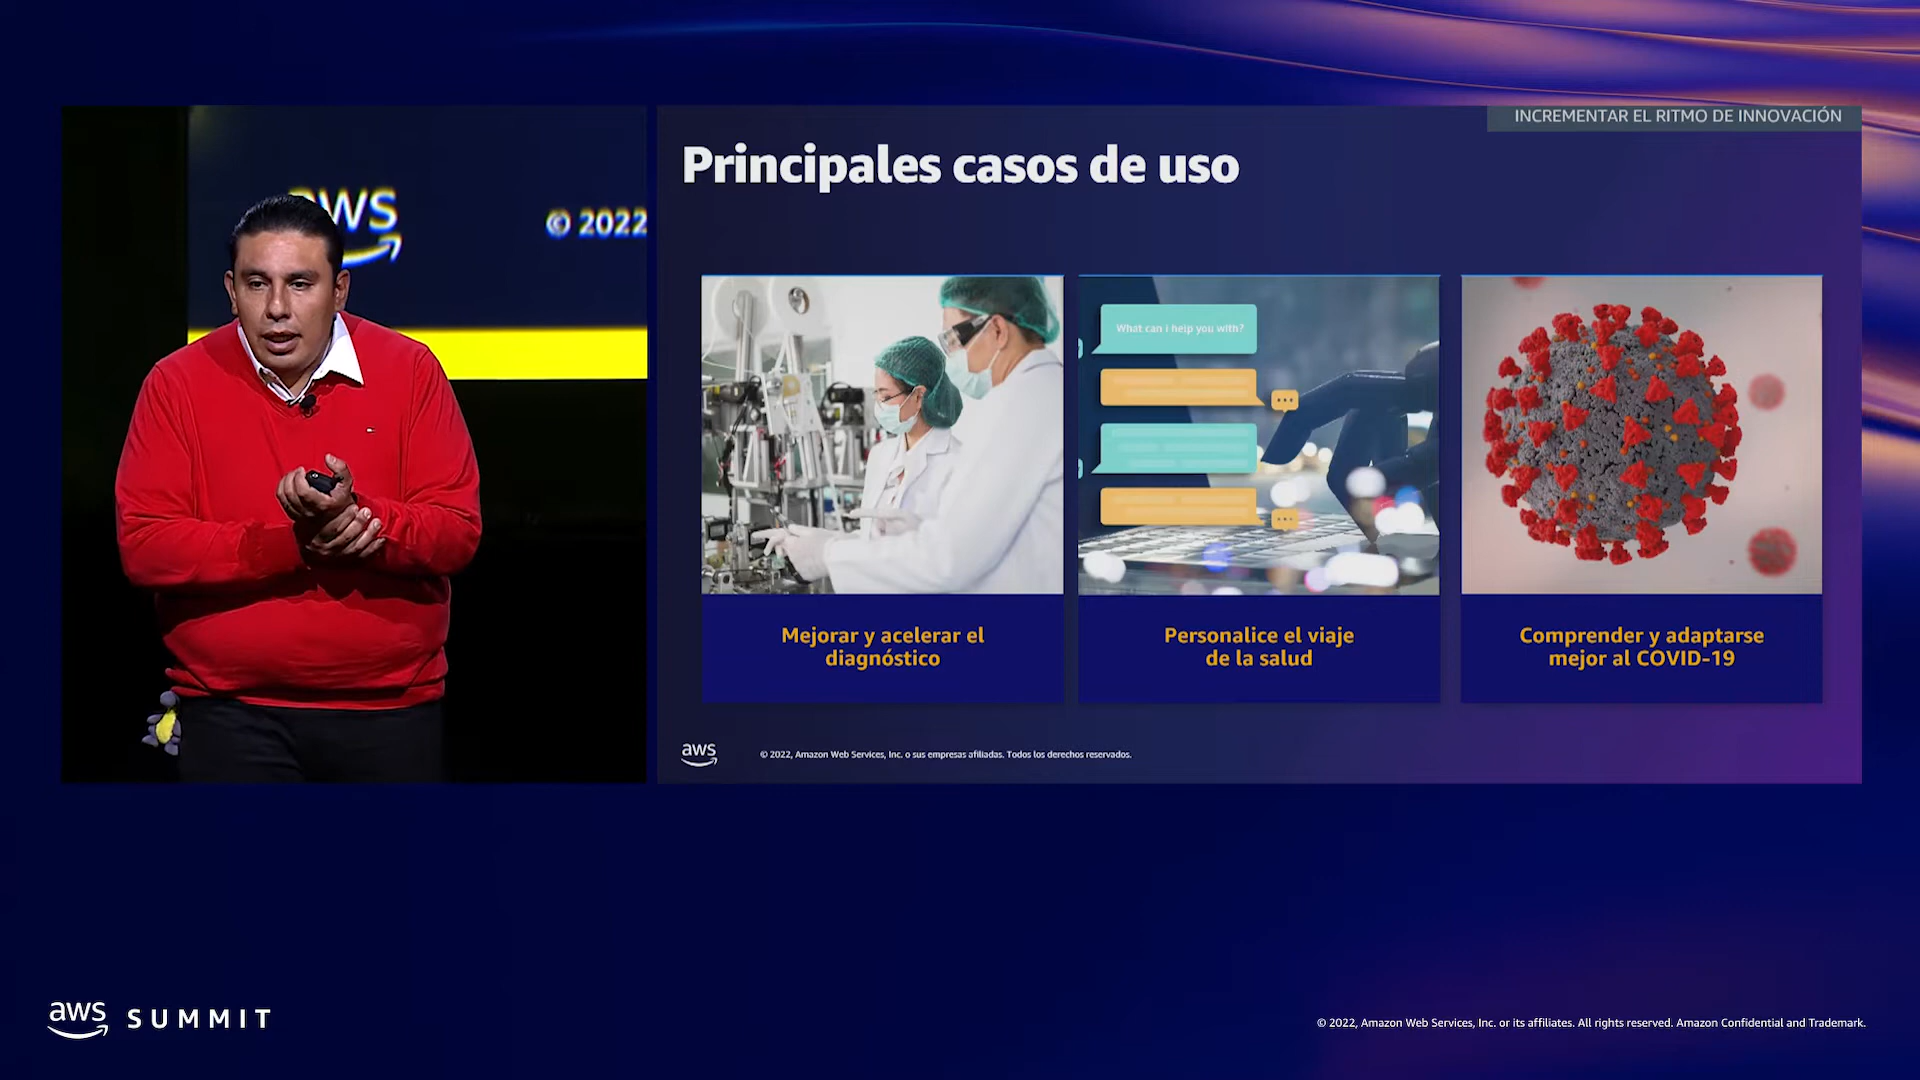 aws
© 2022
INCREMENTAR EL RITMO DE INNOVACIÓN
Principales casos de uso
What can i help you with?
Mejorar y acelerar el
diagnóstico
Personalice el viaje
de la salud
Comprender y adaptarse
mejor al COVID-19
aws
© 2022, Amazon Web Services, Inc. o sus empresas afiliadas. Todos los derechos reservados.
aws SUMMIT
© 2022, Amazon Web Services, Inc. or its affiliates. All rights reserved. Amazon Confidential and Trademark.